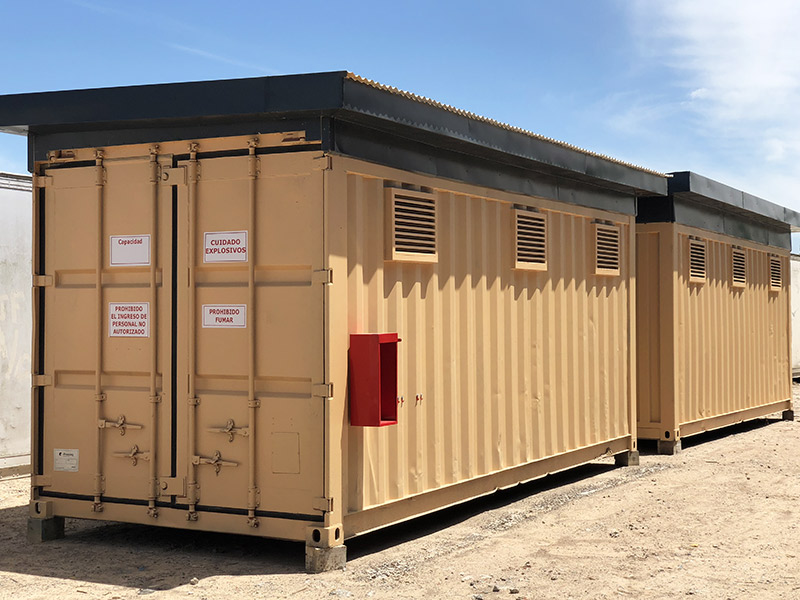 Capacidad
CUIDADO
EXPLOSIVOS
PROHIBIDO
EL INGRESO DE
PERSONAL NO
AUTORIZADO
PROHIBIDO
FUMAR